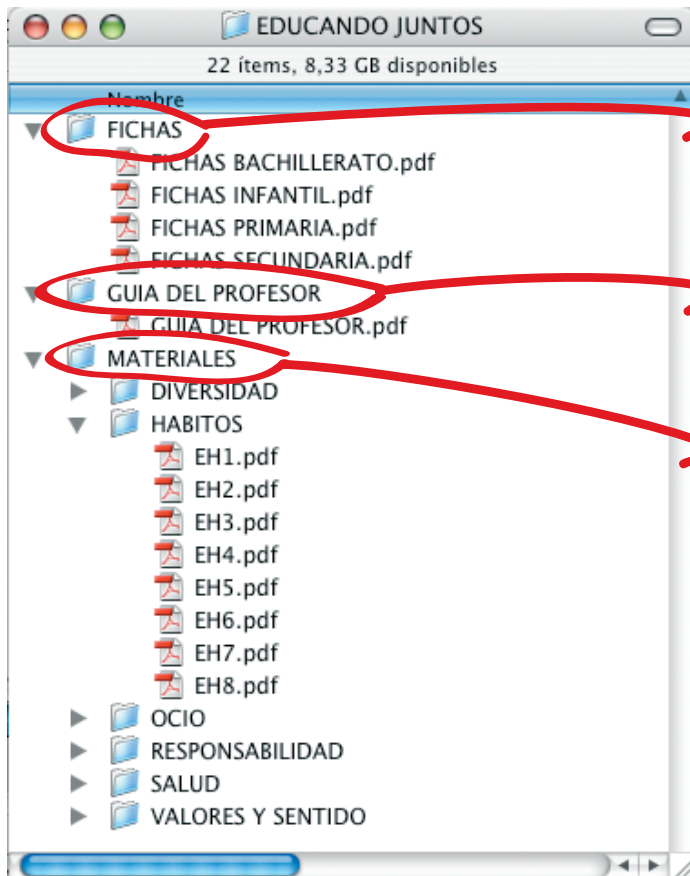 EDUCANDO JUNTOS
22 ítems, 8,33 GB disponibles
Nombre
FICHAS
FICHAS BACHILLERATO.pdf
FICHAS INFANTIL.pdf
FICHAS PRIMARIA.pdf
FICHAS SECUNDARIA.pdf
GUIA DEL PROFESOR
GUIA DEL PROFESOR.pdf
MATERIALES
DIVERSIDAD
HABITOS
EH1.pdf
EH2.pdf
EH3.pdf
EH4.pdf
EH5.pdf
EH6.pdf
EH7.pdf
EH8.pdf
OCIO
RESPONSABILIDAD
SALUD
VALORES Y SENTIDO